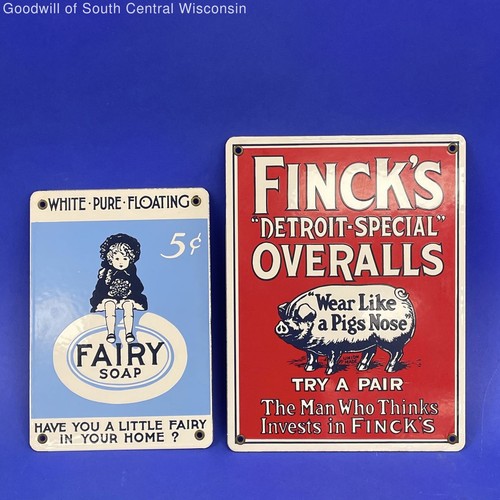 Goodwill of South Central Wisconsin
WHITE · PURE · FLOATING
5¢
FAIRY
SOAP
HAVE YOU A LITTLE FAIRY
IN YOUR HOME ?
FINCK'S
"DETROIT-SPECIAL"
OVERALLS
"Wear Like
a Pigs Nose"
TRY A PAIR
The Man Who Thinks
Invests in FINCK'S